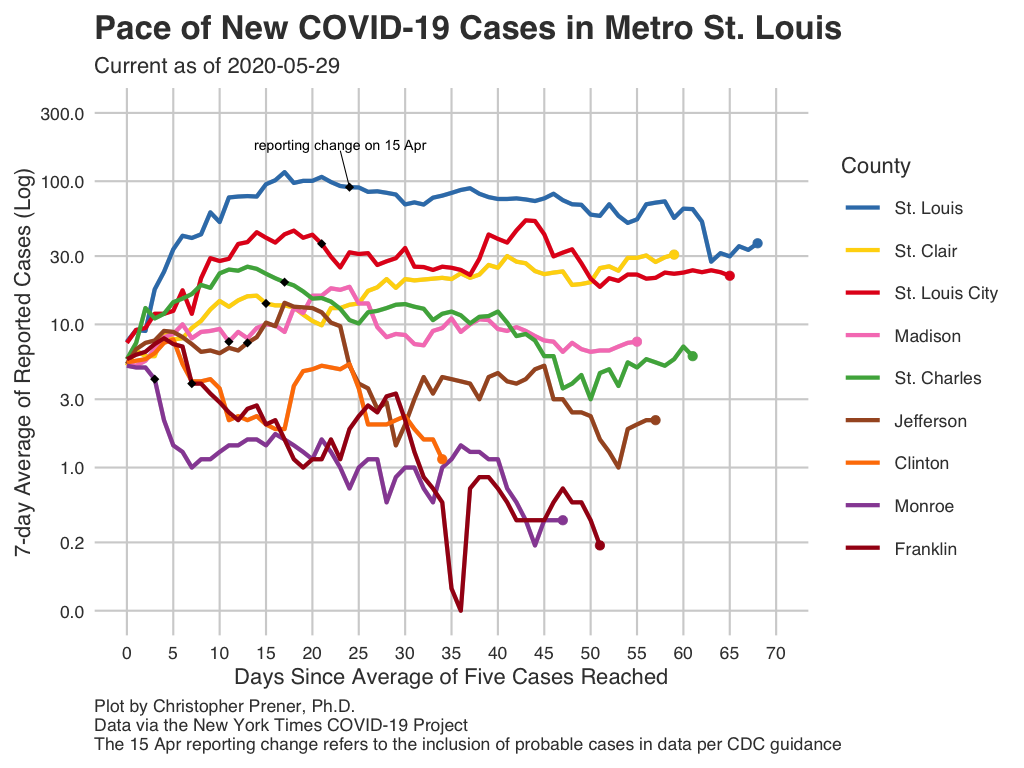 Pace of New COVID-19 Cases in Metro St. Louis
Current as of 2020-05-29
7-day Average of Reported Cases (Log)
300.0
100.0
30.0
10.0
3.0
1.0
0.2
0.0
reporting change on 15 Apr
0 5 10 15 20 25 30 35 40 45 50 55 60 65 70
Days Since Average of Five Cases Reached
County
St. Louis
St. Clair
St. Louis City
Madison
St. Charles
Jefferson
Clinton
Monroe
Franklin
Plot by Christopher Prener, Ph.D.
Data via the New York Times COVID-19 Project
The 15 Apr reporting change refers to the inclusion of probable cases in data per CDC guidance